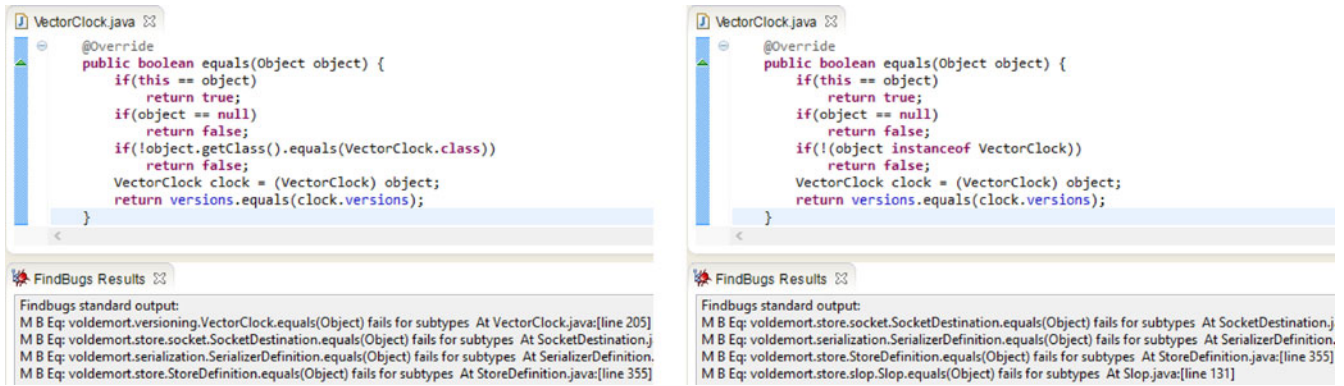 VectorClock.java
@Override
public boolean equals(Object object) {
if(this == object)
return true;
if(object == null)
return false;
if(!object.getClass().equals(VectorClock.class))
return false;
VectorClock clock = (VectorClock) object;
return versions.equals(clock.versions);
}
FindBugs Results
Findbugs standard output:
M B Eq: voldemort.versioning.VectorClock.equals(Object) fails for subtypes At VectorClock.java:[line 205]
M B Eq: voldemort.store.socket.SocketDestination.equals(Object) fails for subtypes At SocketDestination.j
M B Eq: voldemort.serialization.SerializerDefinition.equals(Object) fails for subtypes At SerializerDefinition.
M B Eq: voldemort.store.StoreDefinition.equals(Object) fails for subtypes At StoreDefinition.java:[line 355]
VectorClock.java
@Override
public boolean equals(Object object) {
if(this == object)
return true;
if(object == null)
return false;
if(!(object instanceof VectorClock))
return false;
VectorClock clock = (VectorClock) object;
return versions.equals(clock.versions);
}
FindBugs Results
Findbugs standard output:
M B Eq: voldemort.store.socket.SocketDestination.equals(Object) fails for subtypes At SocketDestination.j
M B Eq: voldemort.serialization.SerializerDefinition.equals(Object) fails for subtypes At SerializerDefinition.
M B Eq: voldemort.store.StoreDefinition.equals(Object) fails for subtypes At StoreDefinition.java:[line 355]
M B Eq: voldemort.store.slop.Slop.equals(Object) fails for subtypes At Slop.java:[line 131]